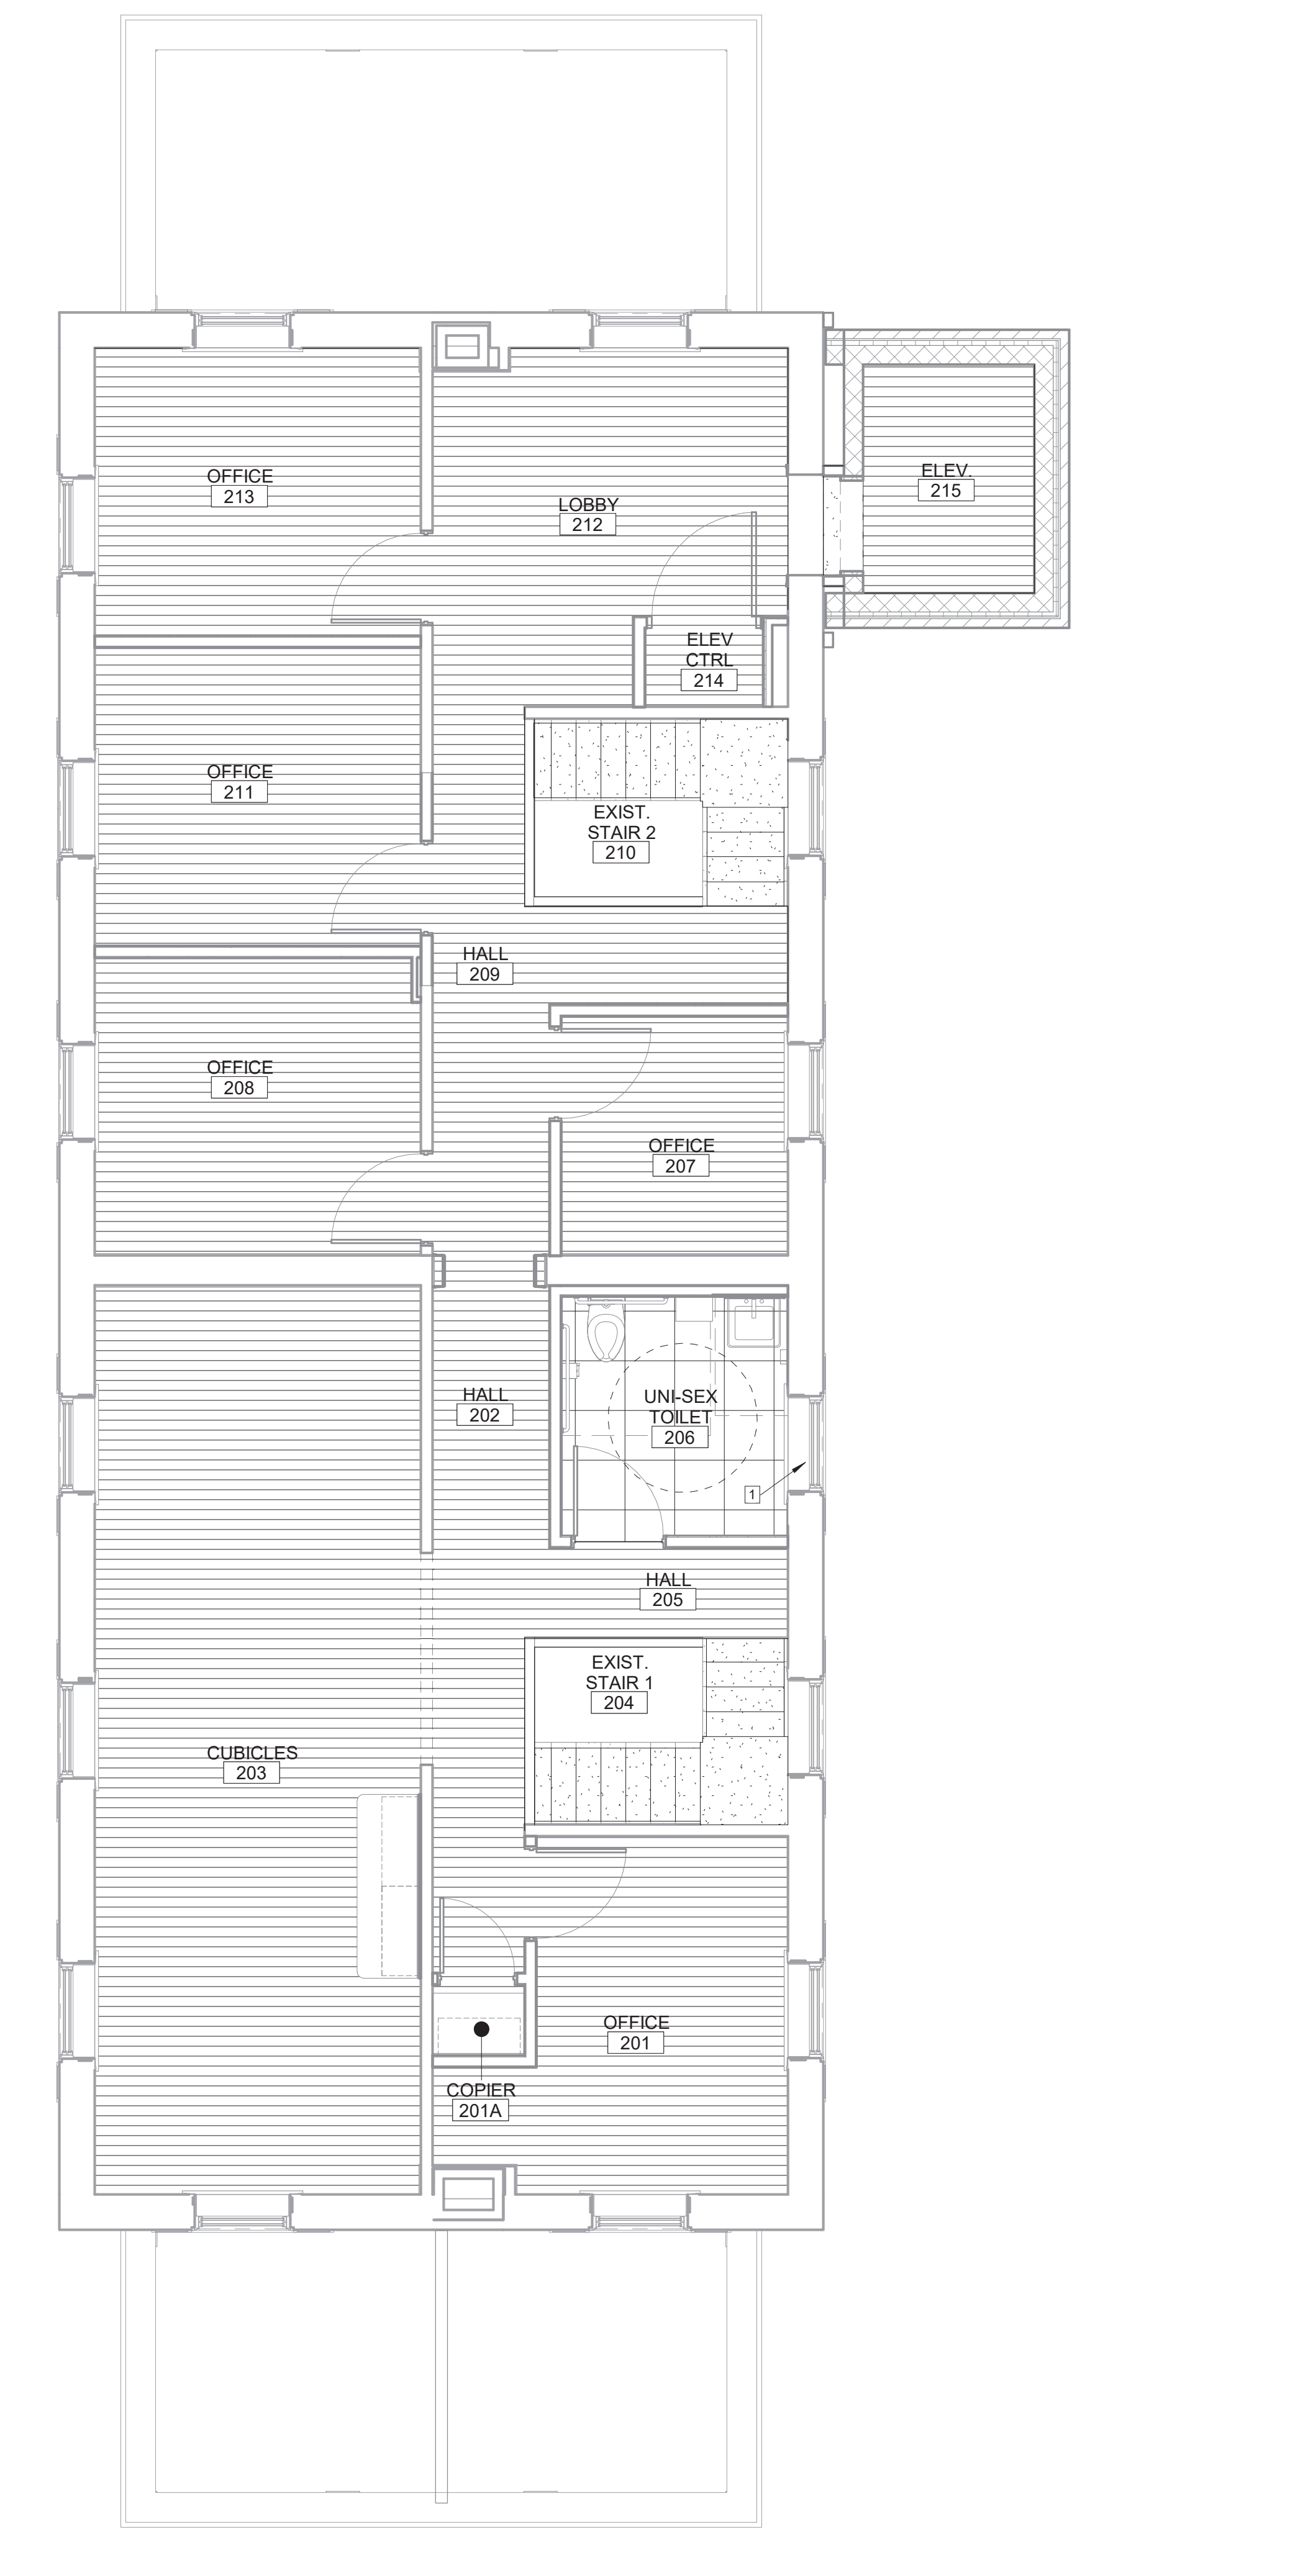 OFFICE
213
LOBBY
212
ELEV.
215
ELEV
CTRL
214
OFFICE
211
EXIST.
STAIR 2
210
HALL
209
OFFICE
208
OFFICE
207
HALL
202
UNI-SEX
TOILET
206
1
HALL
205
EXIST.
STAIR 1
204
CUBICLES
203
OFFICE
201
COPIER
201A